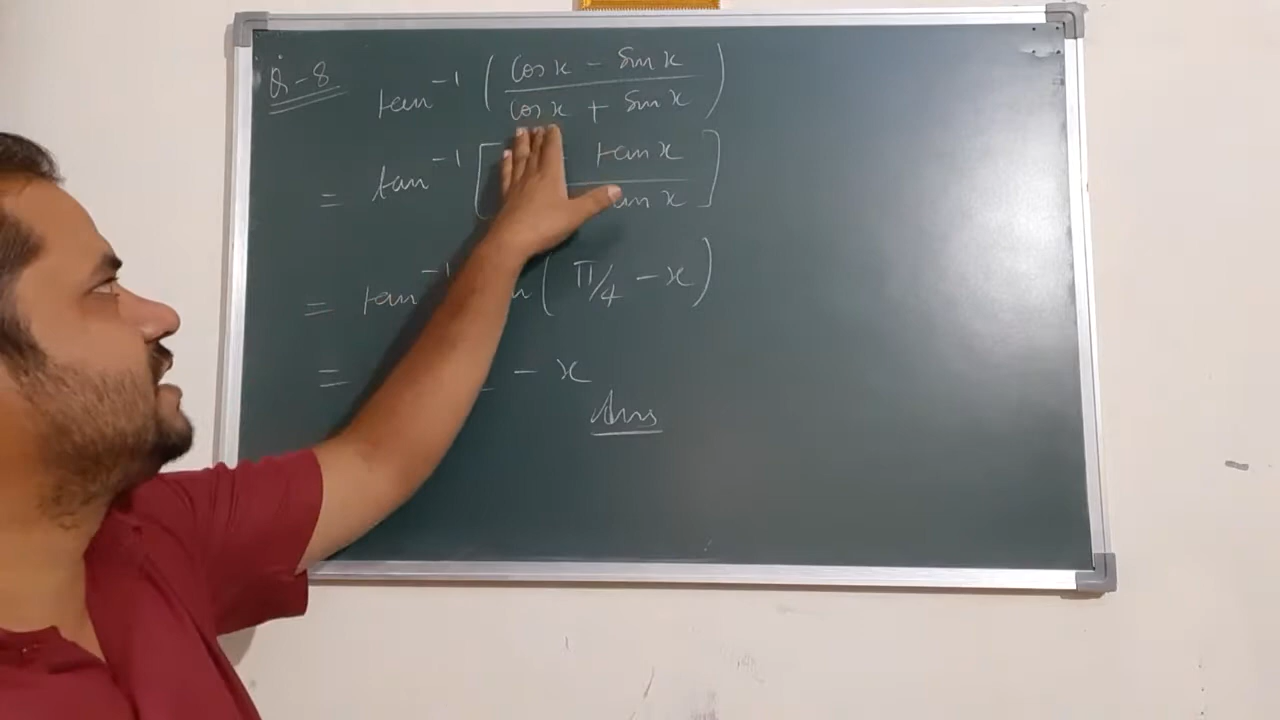 Q-8
tan⁻¹ ( (cos x - sin x) / (cos x + sin x) )
= tan⁻¹ [ - tan x / tan x ]
= tan⁻¹ ( π/4 - x )
= - x
Ans